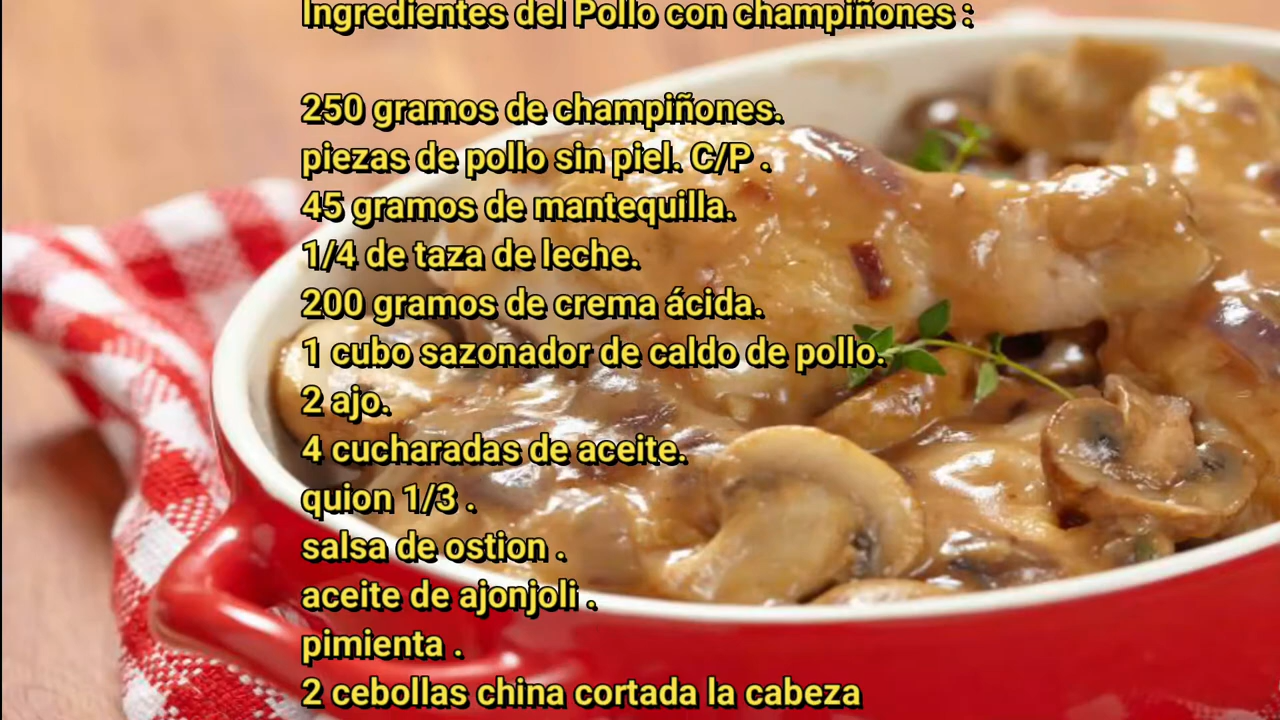 Ingredientes del Pollo con champiñones :
250 gramos de champiñones.
piezas de pollo sin piel. C/P .
45 gramos de mantequilla.
1/4 de taza de leche.
200 gramos de crema ácida.
1 cubo sazonador de caldo de pollo.
2 ajo.
4 cucharadas de aceite.
quion 1/3 .
salsa de ostion .
aceite de ajonjoli .
pimienta .
2 cebollas china cortada la cabeza